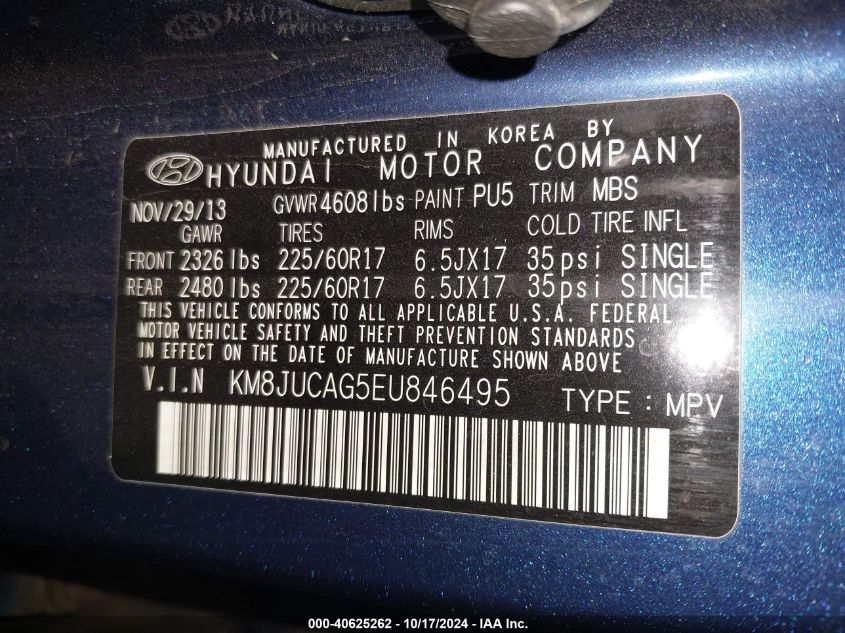 MANUFACTURED IN KOREA BY
HYUNDAI MOTOR COMPANY
NOV/29/13 GVWR 4608lbs PAINT PU5 TRIM MBS
GAWR TIRES RIMS COLD TIRE INFL
FRONT 2326 lbs 225/60R17 6.5JX17 35psi SINGLE
REAR 2480 lbs 225/60R17 6.5JX17 35psi SINGLE
THIS VEHICLE CONFORMS TO ALL APPLICABLE U.S.A. FEDERAL
MOTOR VEHICLE SAFETY AND THEFT PREVENTION STANDARDS
IN EFFECT ON THE DATE OF MANUFACTURE SHOWN ABOVE
V.I.N KM8JUCAG5EU846495 TYPE : MPV
000-40625262 - 10/17/2024 - IAA Inc.